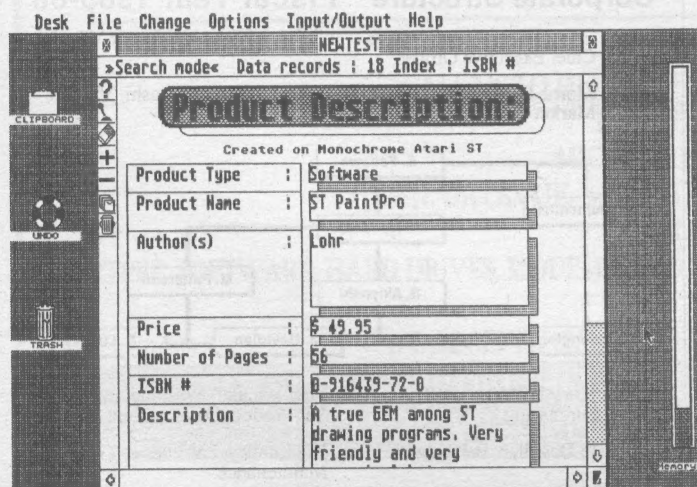 Desk File Change Options Input/Output Help
NEWTEST
»Search mode« Data records : 18 Index : ISBN #
Product Description:
CLIPBOARD
Created on Monochrome Atari ST
Product Type : Software
Product Name : ST PaintPro
UNDO
Author(s) : Lohr
Price : $ 49.95
TRASH
Number of Pages : 56
ISBN # : 0-916439-72-0
Description : A true GEM among ST
drawing programs. Very
friendly and very
Memory